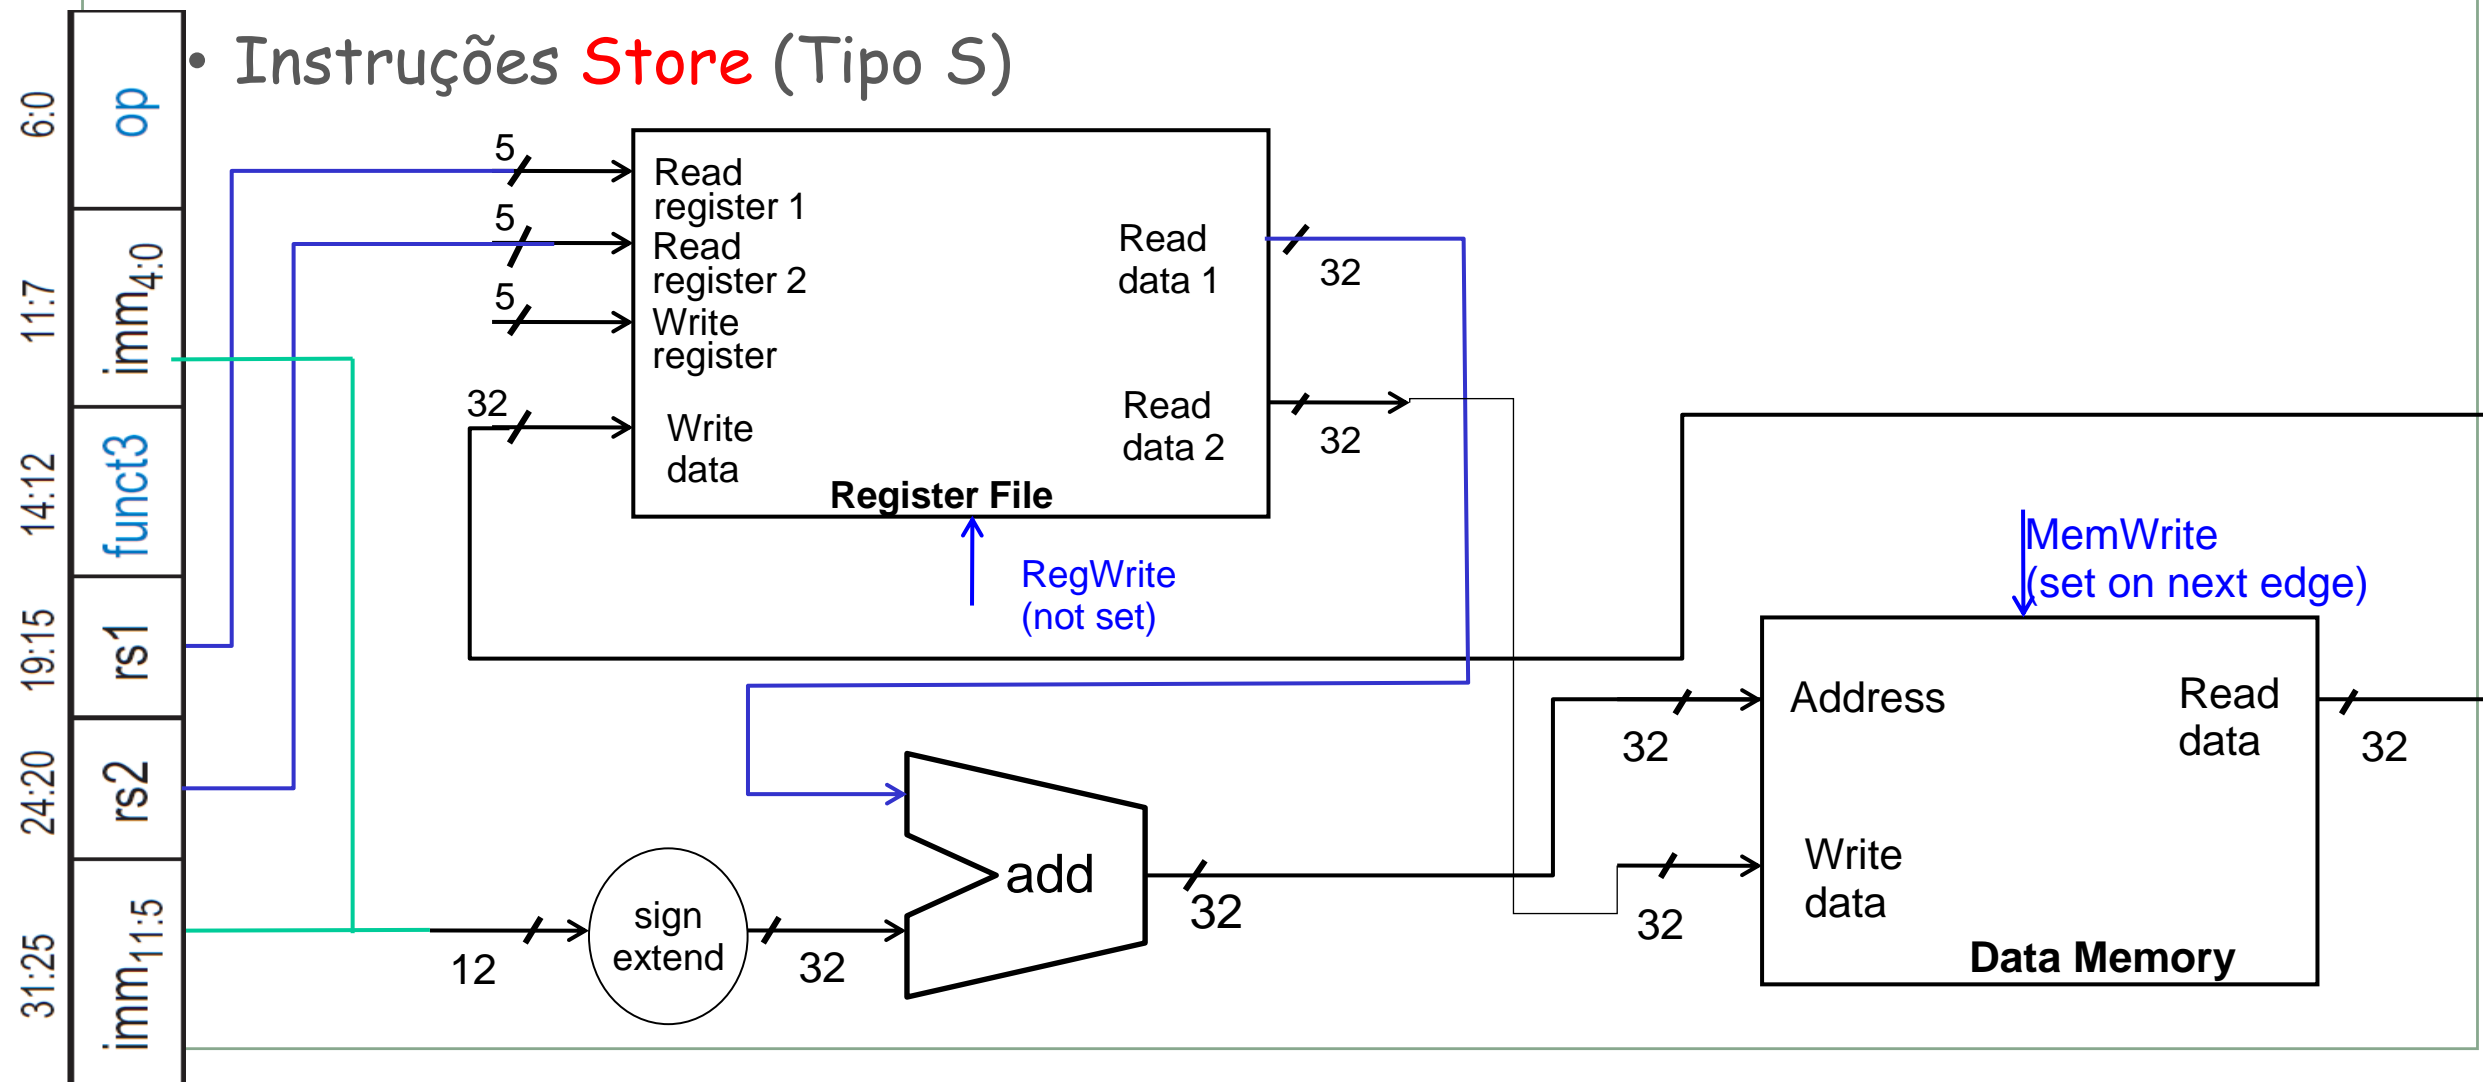 • Instruções Store (Tipo S)
6:0
op
11:7
imm4:0
14:12
funct3
19:15
rs1
24:20
rs2
31:25
imm11:5
5
Read
register 1
5
Read
register 2
5
Write
register
32
Write
data
Read
data 1
32
Read
data 2
32
Register File
RegWrite
(not set)
MemWrite
(set on next edge)
Address
32
Read
data
32
Write
data
32
Data Memory
12
sign
extend
32
add
32